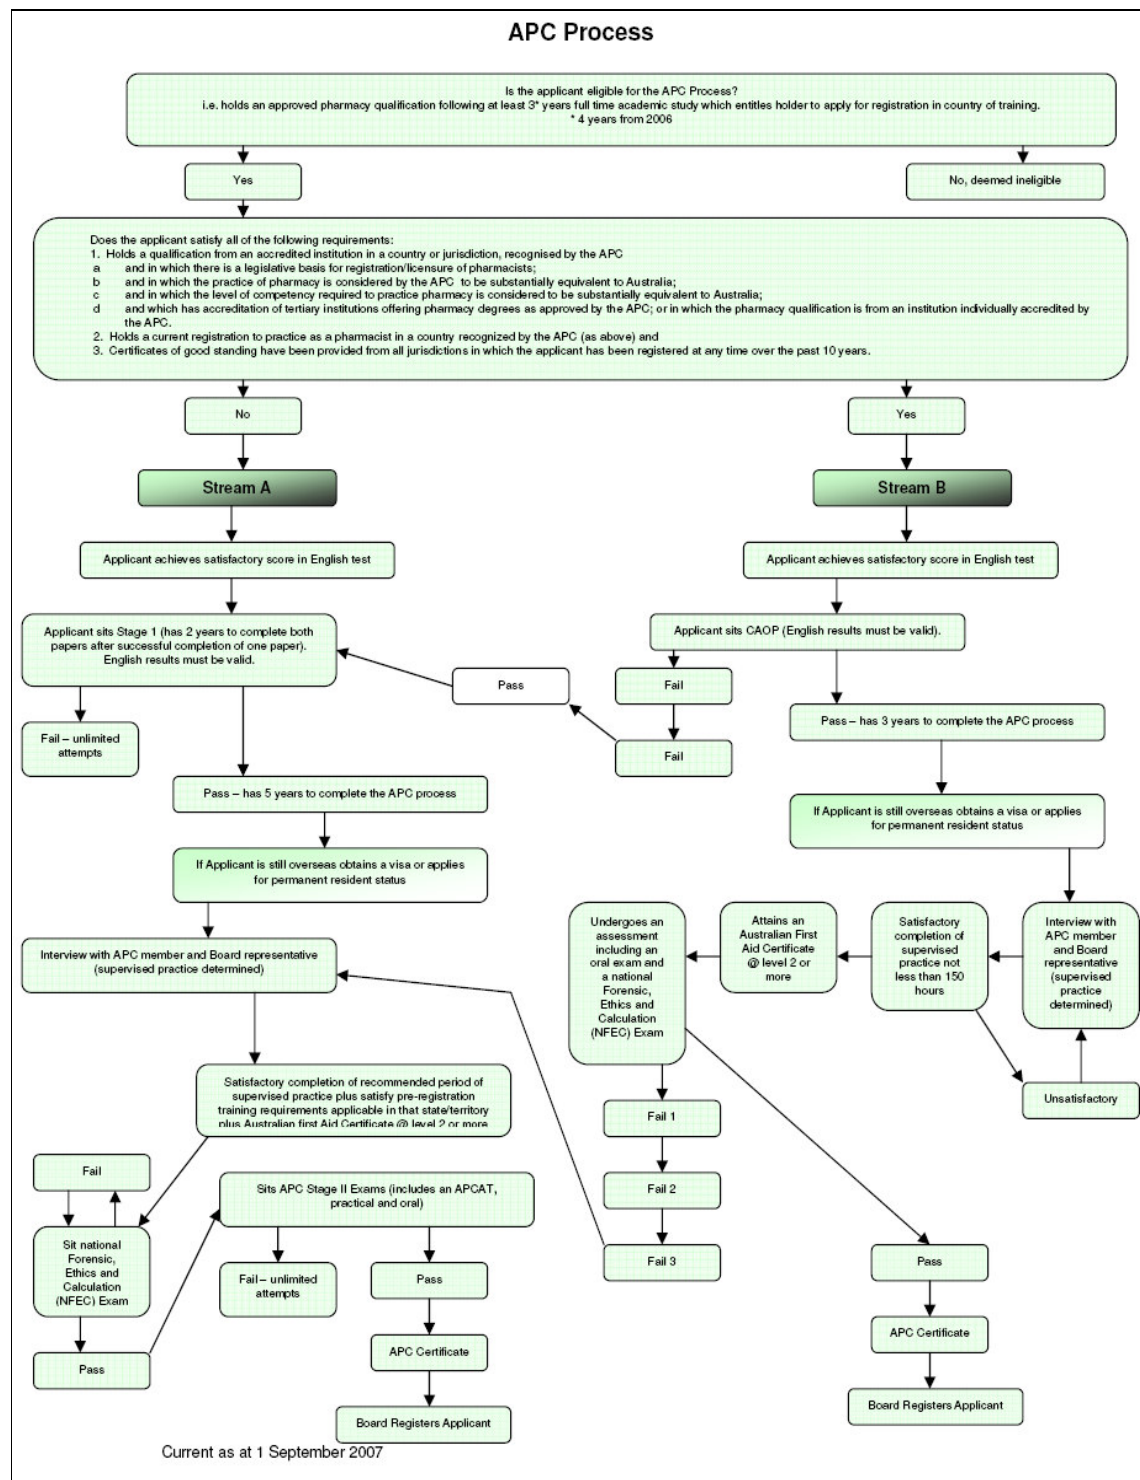 APC Process
Is the applicant eligible for the APC Process?
i.e. holds an approved pharmacy qualification following at least 3* years full time academic study which entitles holder to apply for registration in country of training.
* 4 years from 2006
Yes
No, deemed ineligible
Does the applicant satisfy all of the following requirements:
1. Holds a qualification from an accredited institution in a country or jurisdiction, recognised by the APC
a and in which there is a legislative basis for registration/licensure of pharmacists;
b and in which the practice of pharmacy is considered by the APC to be substantially equivalent to Australia;
c and in which the level of competency required to practice pharmacy is considered to be substantially equivalent to Australia;
d and which has accreditation of tertiary institutions offering pharmacy degrees as approved by the APC; or in which the pharmacy qualification is from an institution individually accredited by
the APC.
2. Holds a current registration to practice as a pharmacist in a country recognized by the APC (as above) and
3. Certificates of good standing have been provided from all jurisdictions in which the applicant has been registered at any time over the past 10 years.
No
Yes
Stream A
Stream B
Applicant achieves satisfactory score in English test
Applicant achieves satisfactory score in English test
Applicant sits Stage 1 (has 2 years to complete both
papers after successful completion of one paper).
English results must be valid.
Applicant sits CAOP (English results must be valid).
Pass
Fail
Fail
Fail – unlimited
attempts
Pass – has 3 years to complete the APC process
Pass – has 5 years to complete the APC process
If Applicant is still overseas obtains a visa or applies
for permanent resident status
If Applicant is still overseas obtains a visa or applies
for permanent resident status
Interview with APC member and Board representative
(supervised practice determined)
Undergoes an
assessment
including an
oral exam and
a national
Forensic,
Ethics and
Calculation
(NFEC) Exam
Attains an
Australian First
Aid Certificate
@ level 2 or
more
Satisfactory
completion of
supervised
practice not
less than 150
hours
Interview with
APC member
and Board
representative
(supervised
practice
determined)
Unsatisfactory
Satisfactory completion of recommended period of
supervised practice plus satisfy pre-registration
training requirements applicable in that state/territory
plus Australian first Aid Certificate @ level 2 or more
Fail 1
Fail 2
Fail 3
Fail
Sit national
Forensic,
Ethics and
Calculation
(NFEC) Exam
Pass
Sits APC Stage II Exams (includes an APCAT,
practical and oral)
Fail – unlimited
attempts
Pass
APC Certificate
Board Registers Applicant
Pass
APC Certificate
Board Registers Applicant
Current as at 1 September 2007